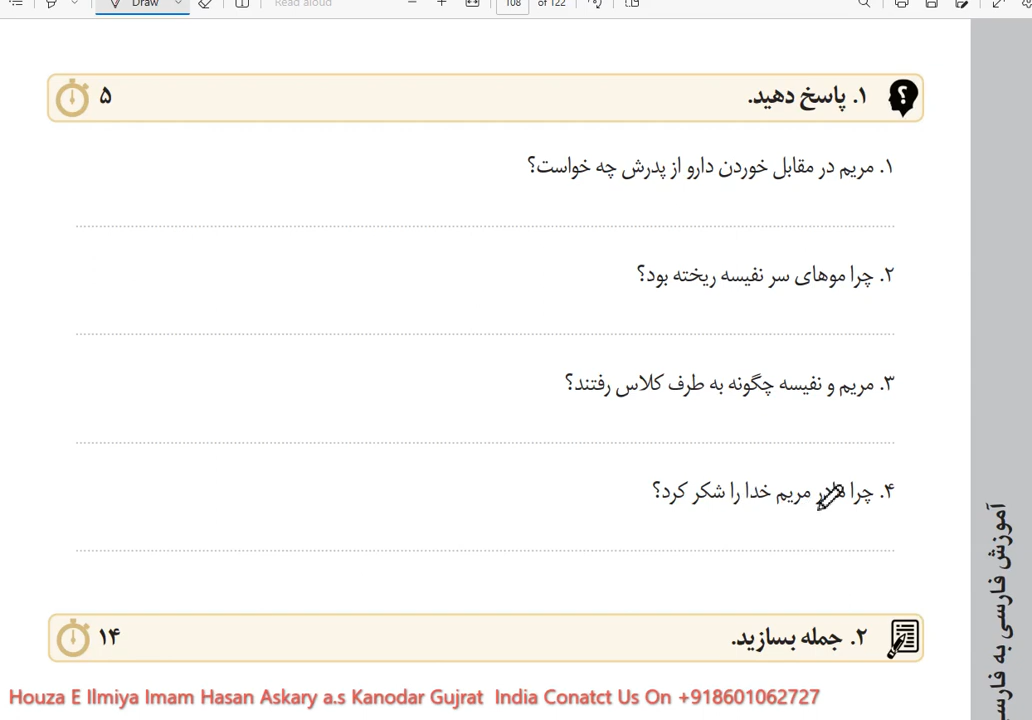 Draw
Read aloud
108 of 122
۱. پاسخ دهید.
۵
۱. مریم در مقابل خوردن دارو از پدرش چه خواست؟
۲. چرا موهای سر نفیسه ریخته بود؟
۳. مریم و نفیسه چگونه به طرف کلاس رفتند؟
۴. چرا مادر مریم خدا را شکر کرد؟
۲. جمله بسازید.
۱۴
آموزش فارسی به فارسی
Houza E Ilmiya Imam Hasan Askary a.s Kanodar Gujrat India Conatct Us On +918601062727